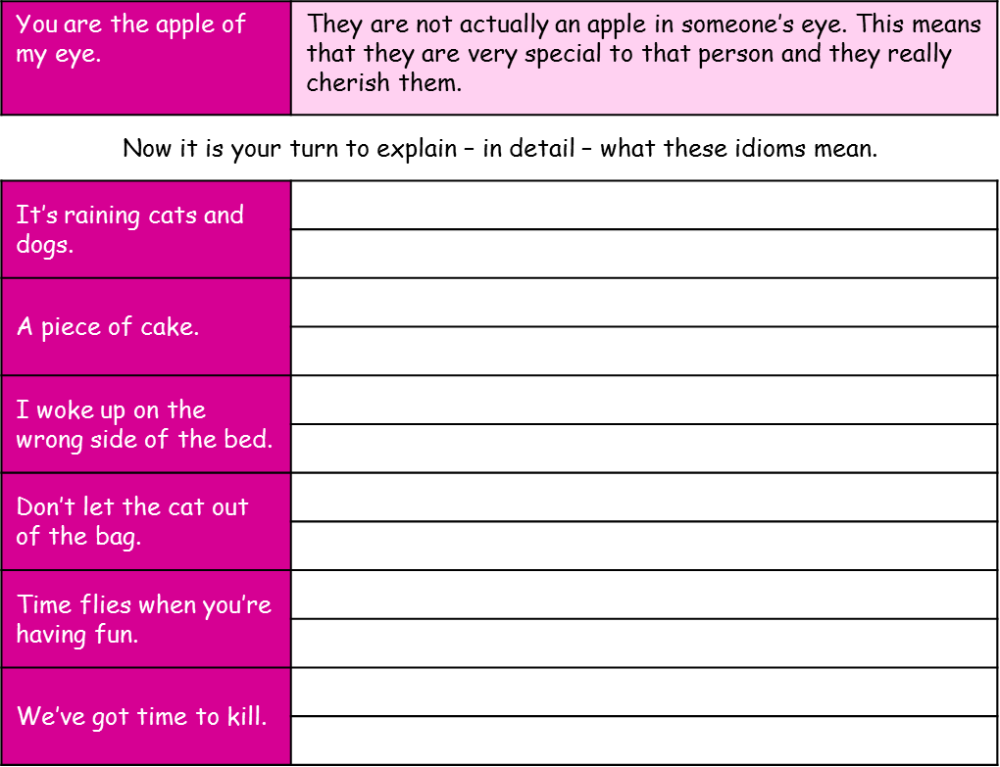 You are the apple of
my eye.
They are not actually an apple in someone’s eye. This means
that they are very special to that person and they really
cherish them.
Now it is your turn to explain – in detail – what these idioms mean.
It’s raining cats and
dogs.
A piece of cake.
I woke up on the
wrong side of the bed.
Don’t let the cat out
of the bag.
Time flies when you’re
having fun.
We’ve got time to kill.